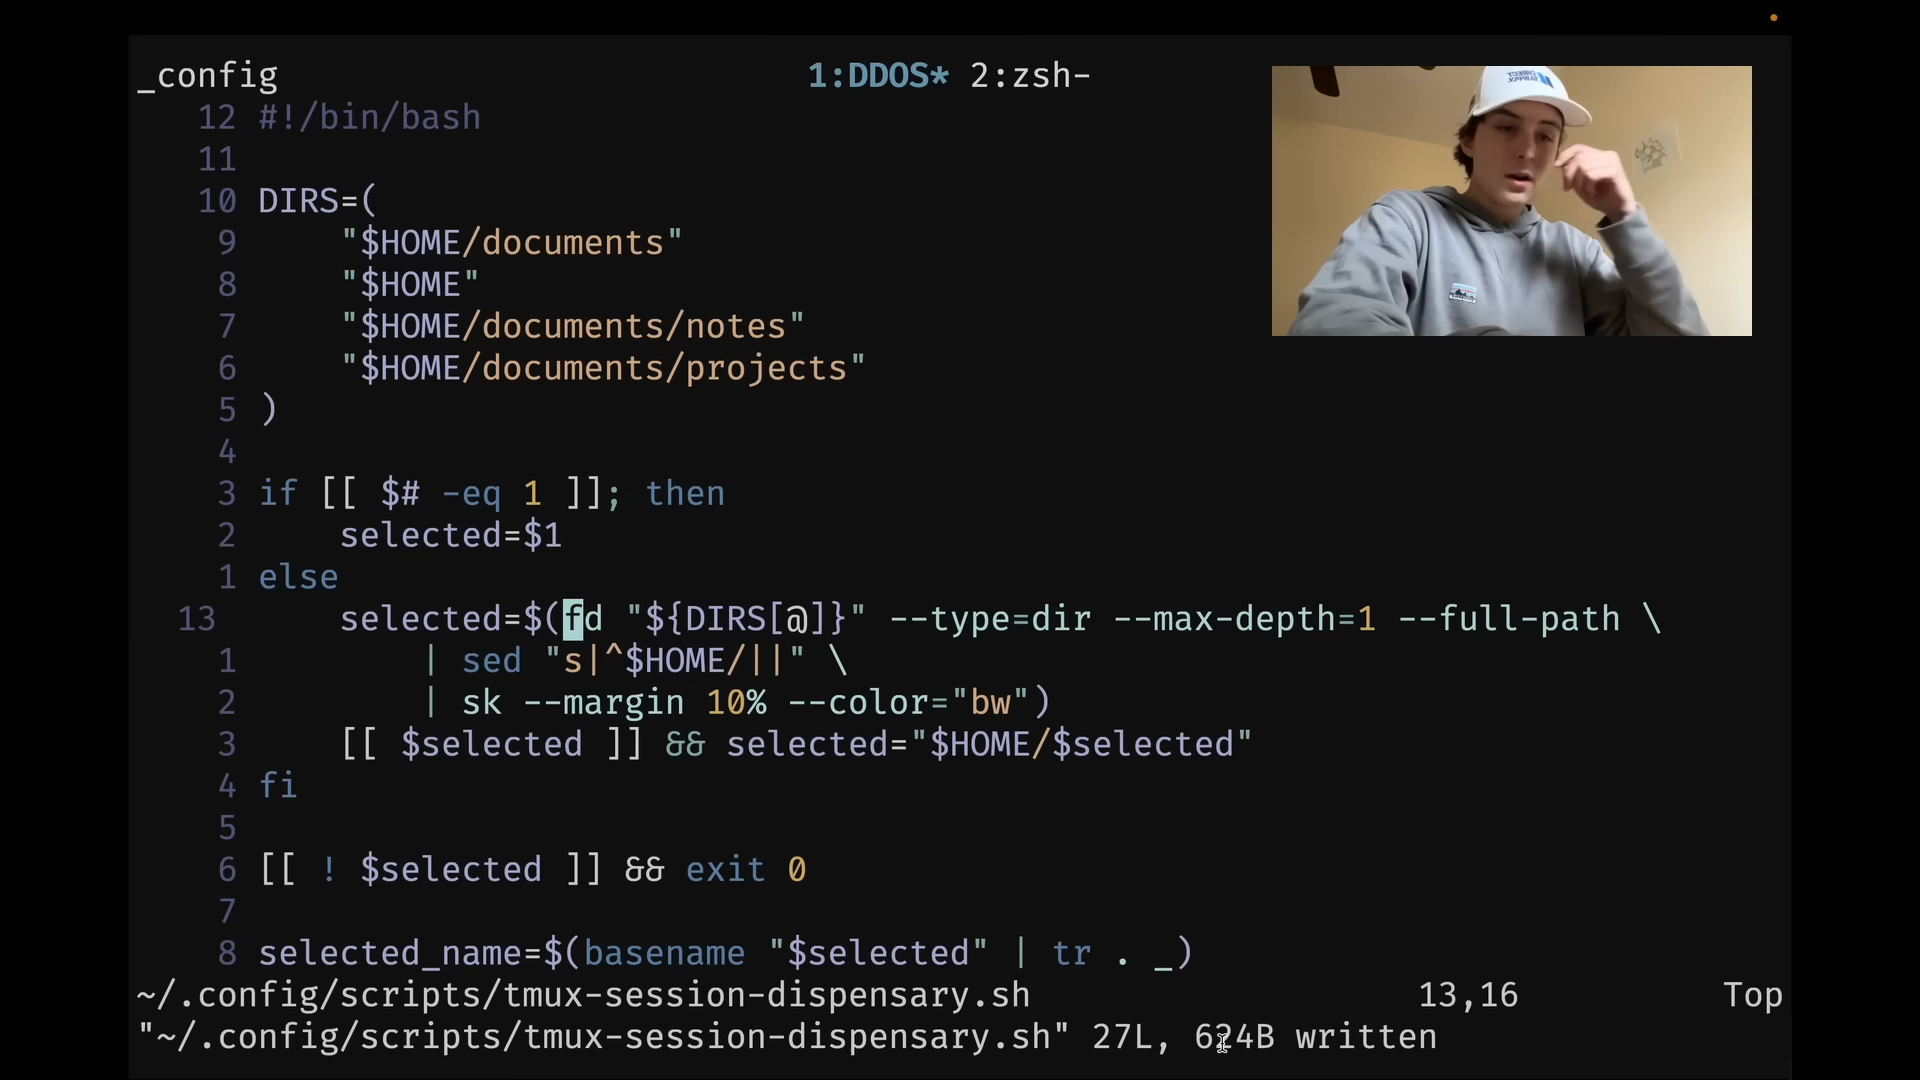 _config 1:DDOS* 2:zsh-
12 #!/bin/bash
11
10 DIRS=(
9 "$HOME/documents"
8 "$HOME"
7 "$HOME/documents/notes"
6 "$HOME/documents/projects"
5 )
4
3 if [[ $# -eq 1 ]]; then
2 selected=$1
1 else
13 selected=$(fd "${DIRS[@]}" --type=dir --max-depth=1 --full-path \
1 | sed "s|^$HOME/||" \
2 | sk --margin 10% --color="bw")
3 [[ $selected ]] && selected="$HOME/$selected"
4 fi
5
6 [[ ! $selected ]] && exit 0
7
8 selected_name=$(basename "$selected" | tr . _)
~/.config/scripts/tmux-session-dispensary.sh 13,16 Top
"~/.config/scripts/tmux-session-dispensary.sh" 27L, 624B written